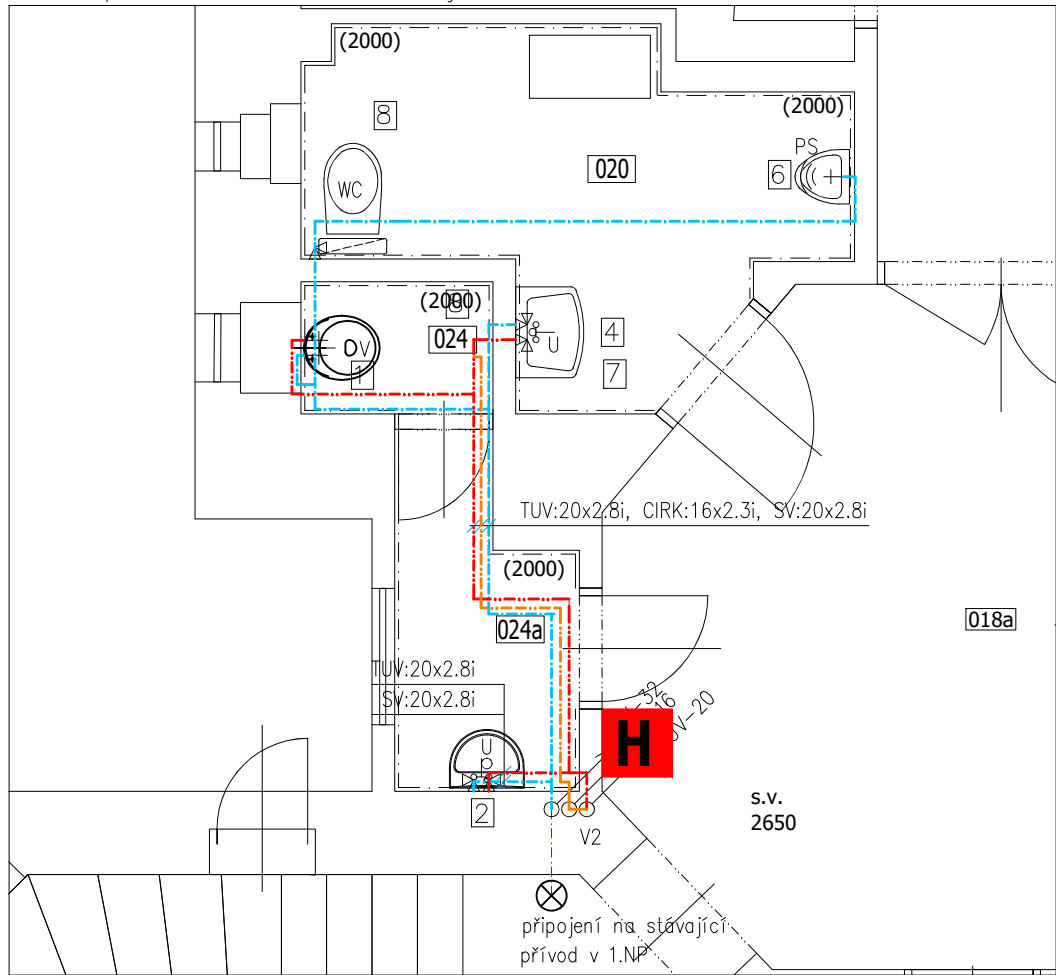 (2000)
8
(2000)
PS
6
020
WC
(2000)
024
4
U
DV
1
7
TUV:20x2.8i, CIRK:16x2.3i, SV:20x2.8i
(2000)
018a
024a
TUV:20x2.8i
SV:20x2.8i
-32
16
-20
H
U
2
V2
s.v.
2650
připojení na stávající
přívod v 1.NP